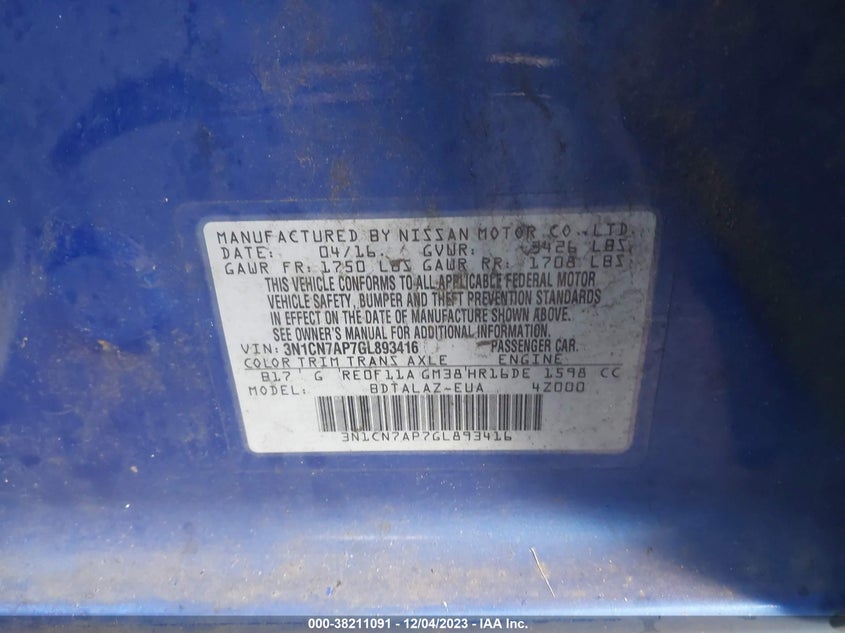 MANUFACTURED BY NISSAN MOTOR CO.,LTD.
DATE: 04/16 GVWR: 3426 LBS
GAWR FR: 1750 LBS GAWR RR: 1708 LBS
THIS VEHICLE CONFORMS TO ALL APPLICABLE FEDERAL MOTOR
VEHICLE SAFETY, BUMPER AND THEFT PREVENTION STANDARDS
IN EFFECT ON THE DATE OF MANUFACTURE SHOWN ABOVE.
SEE OWNER'S MANUAL FOR ADDITIONAL INFORMATION.
VIN: 3N1CN7AP7GL893416 PASSENGER CAR.
COLOR TRIM TRANS AXLE ENGINE
B17 G RE0F11A GM38 HR16DE 1598 CC
MODEL: BDTALAZ-EUA 4Z000
3N1CN7AP7GL893416
000-38211091 - 12/04/2023 - IAA Inc.